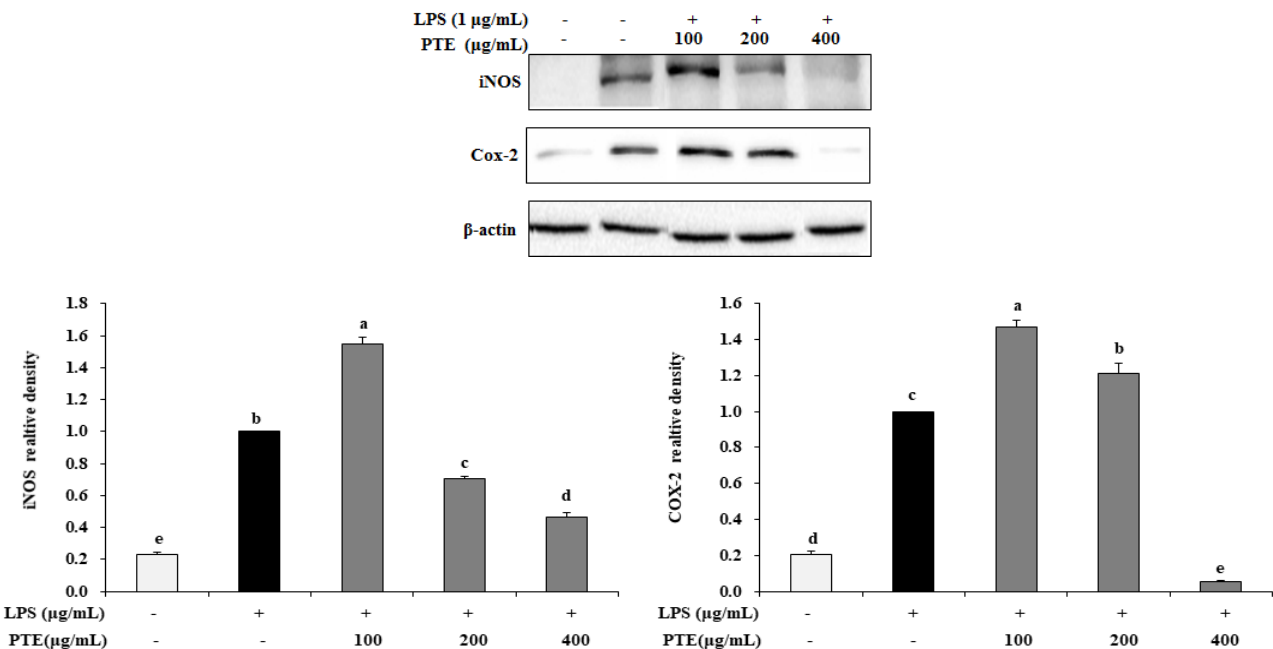 LPS (1 µg/mL) - - + + +
PTE (µg/mL) - - 100 200 400
iNOS
Cox-2
β-actin
iNOS realtive density
1.8
1.6
1.4
1.2
1.0
0.8
0.6
0.4
0.2
0.0
e
b
a
c
d
LPS (µg/mL) - + + + +
PTE(µg/mL) - - 100 200 400
COX-2 realtive density
1.6
1.4
1.2
1.0
0.8
0.6
0.4
0.2
0.0
d
c
a
b
e
LPS (µg/mL) - + + + +
PTE(µg/mL) - - 100 200 400